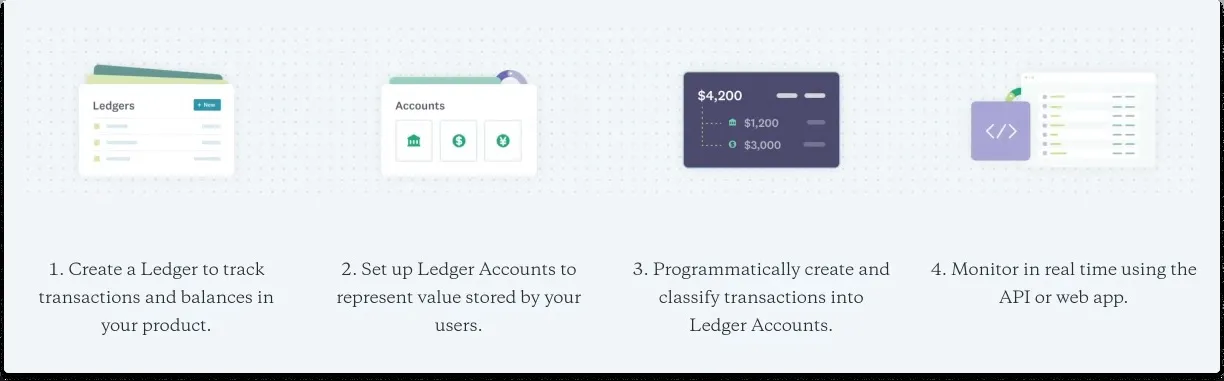 Ledgers
+ New
Accounts
$4,200
$1,200
$3,000
</>
1. Create a Ledger to track
transactions and balances in
your product.
2. Set up Ledger Accounts to
represent value stored by your
users.
3. Programmatically create and
classify transactions into
Ledger Accounts.
4. Monitor in real time using the
API or web app.